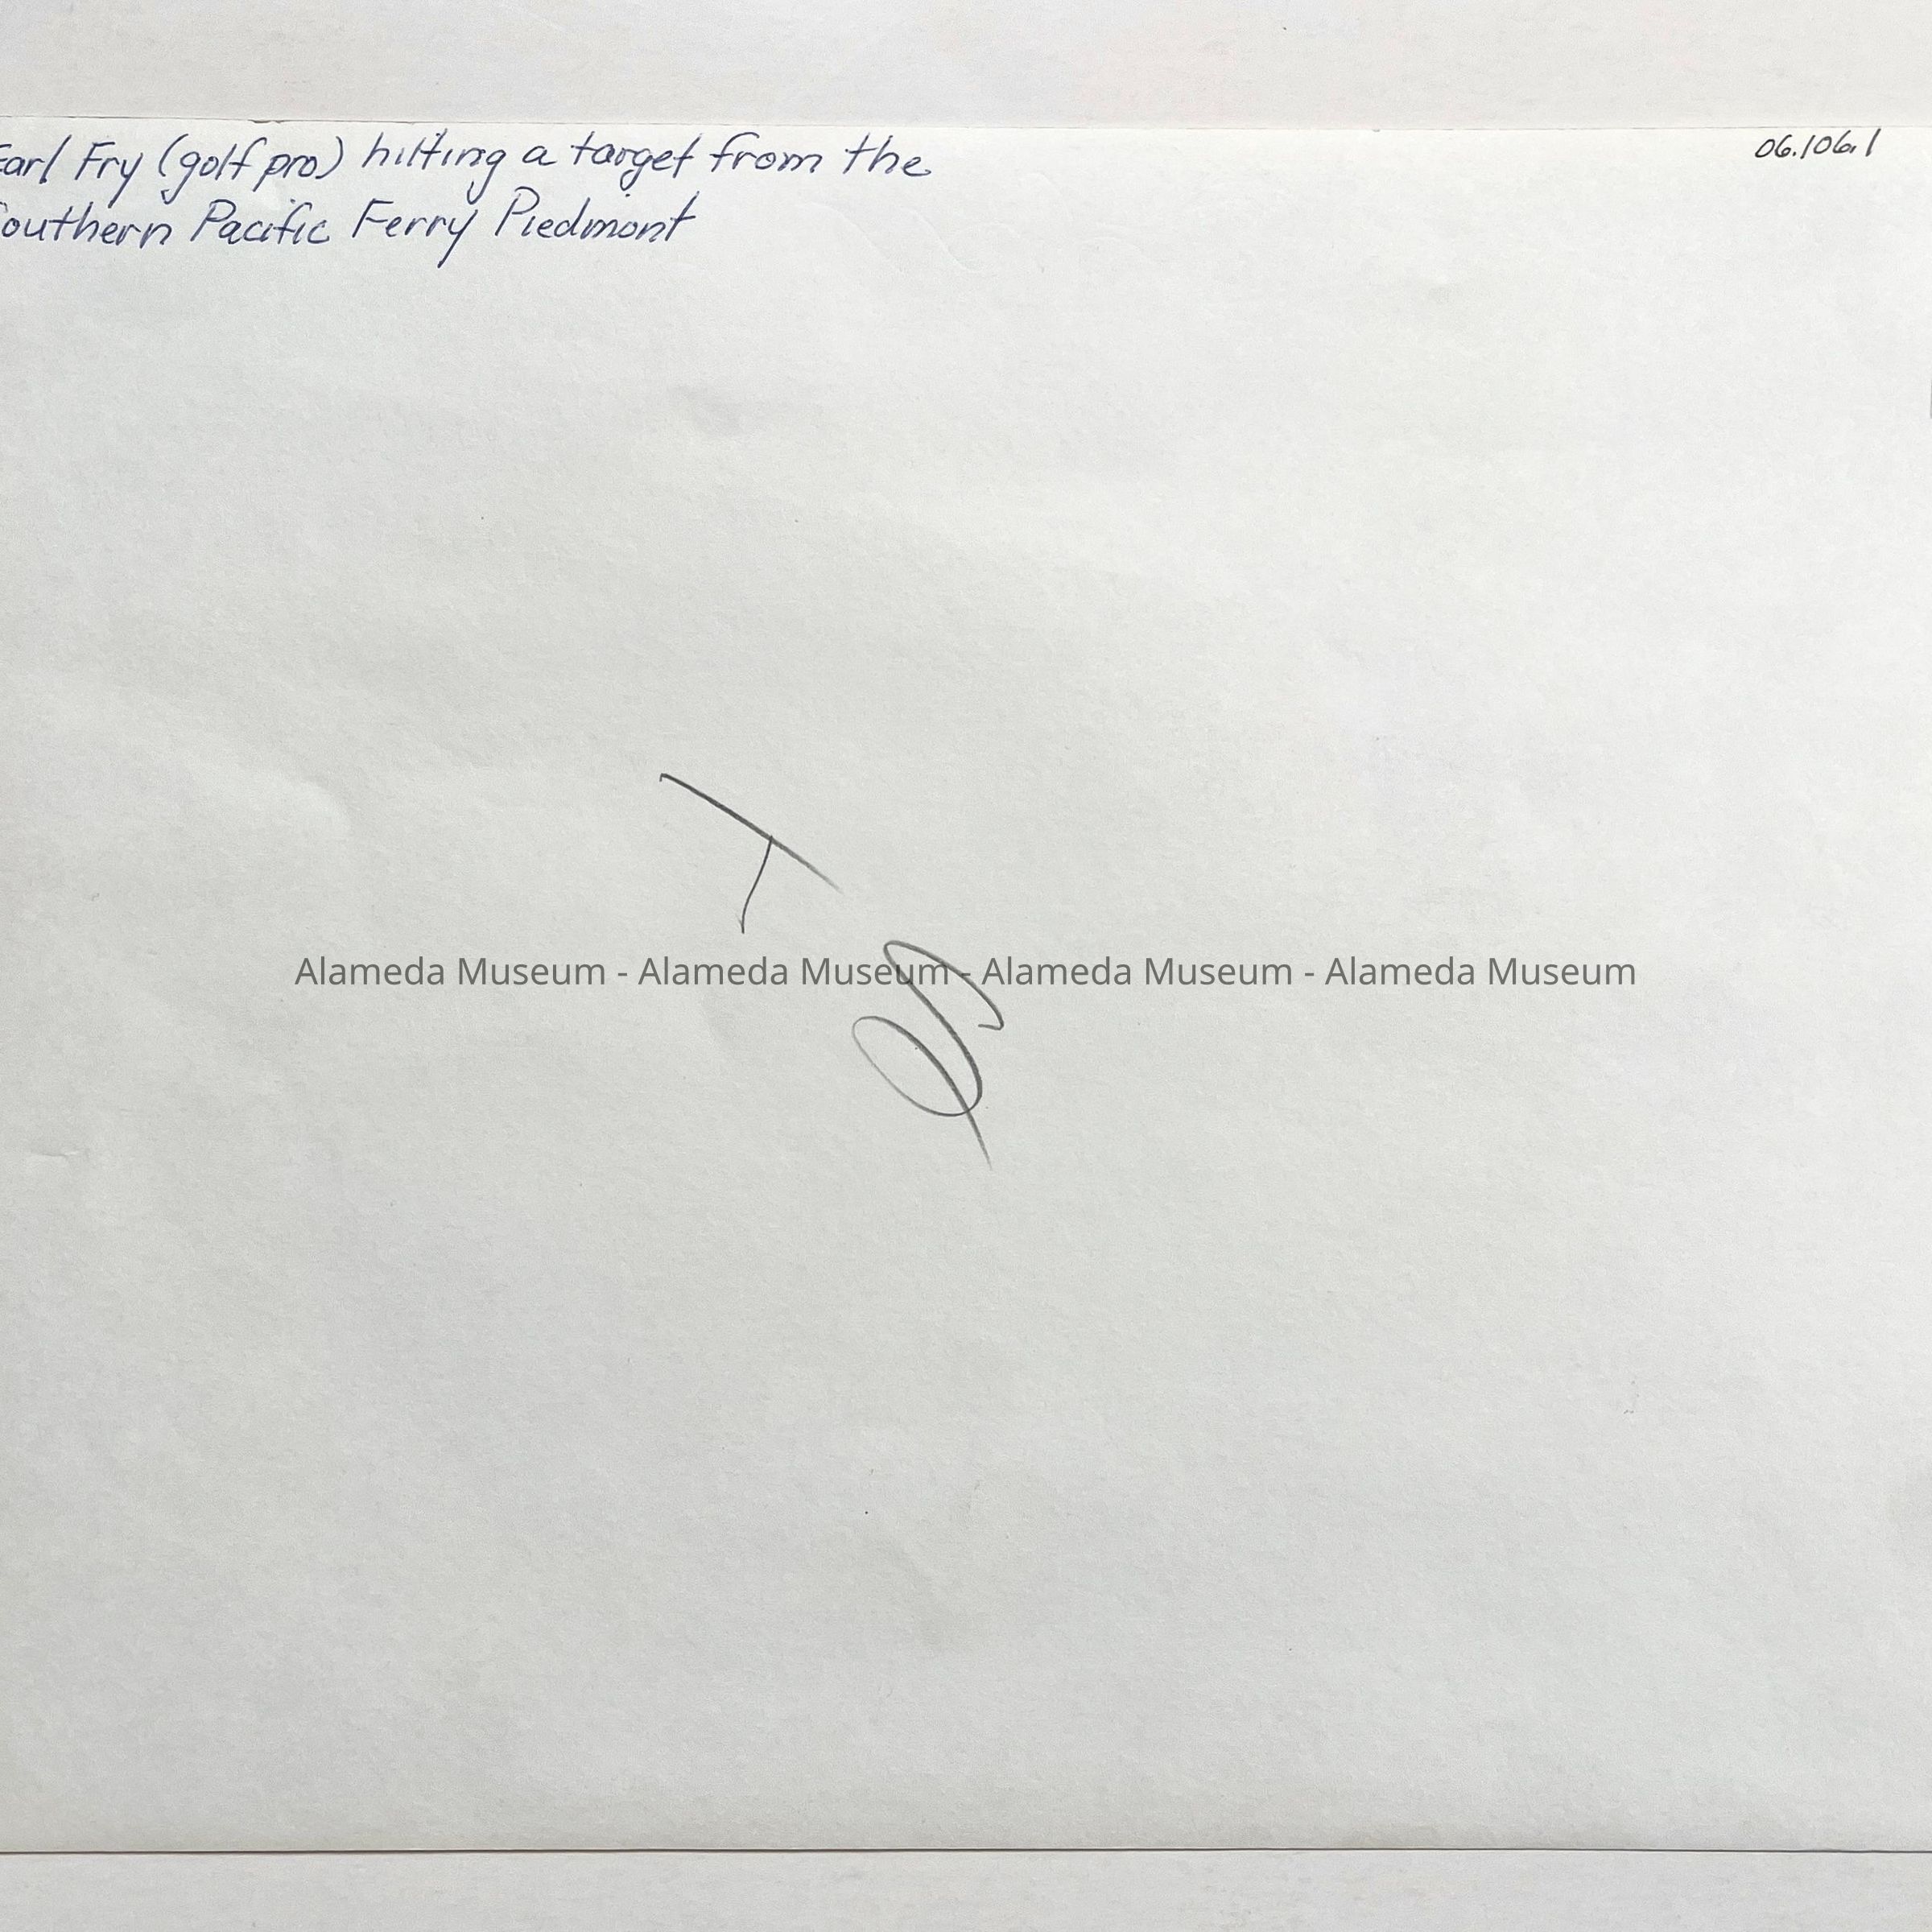 Earl Fry (golf pro) hitting a target from the
06.106.1
Southern Pacific Ferry Piedmont
Alameda Museum - Alameda Museum - Alameda Museum - Alameda Museum